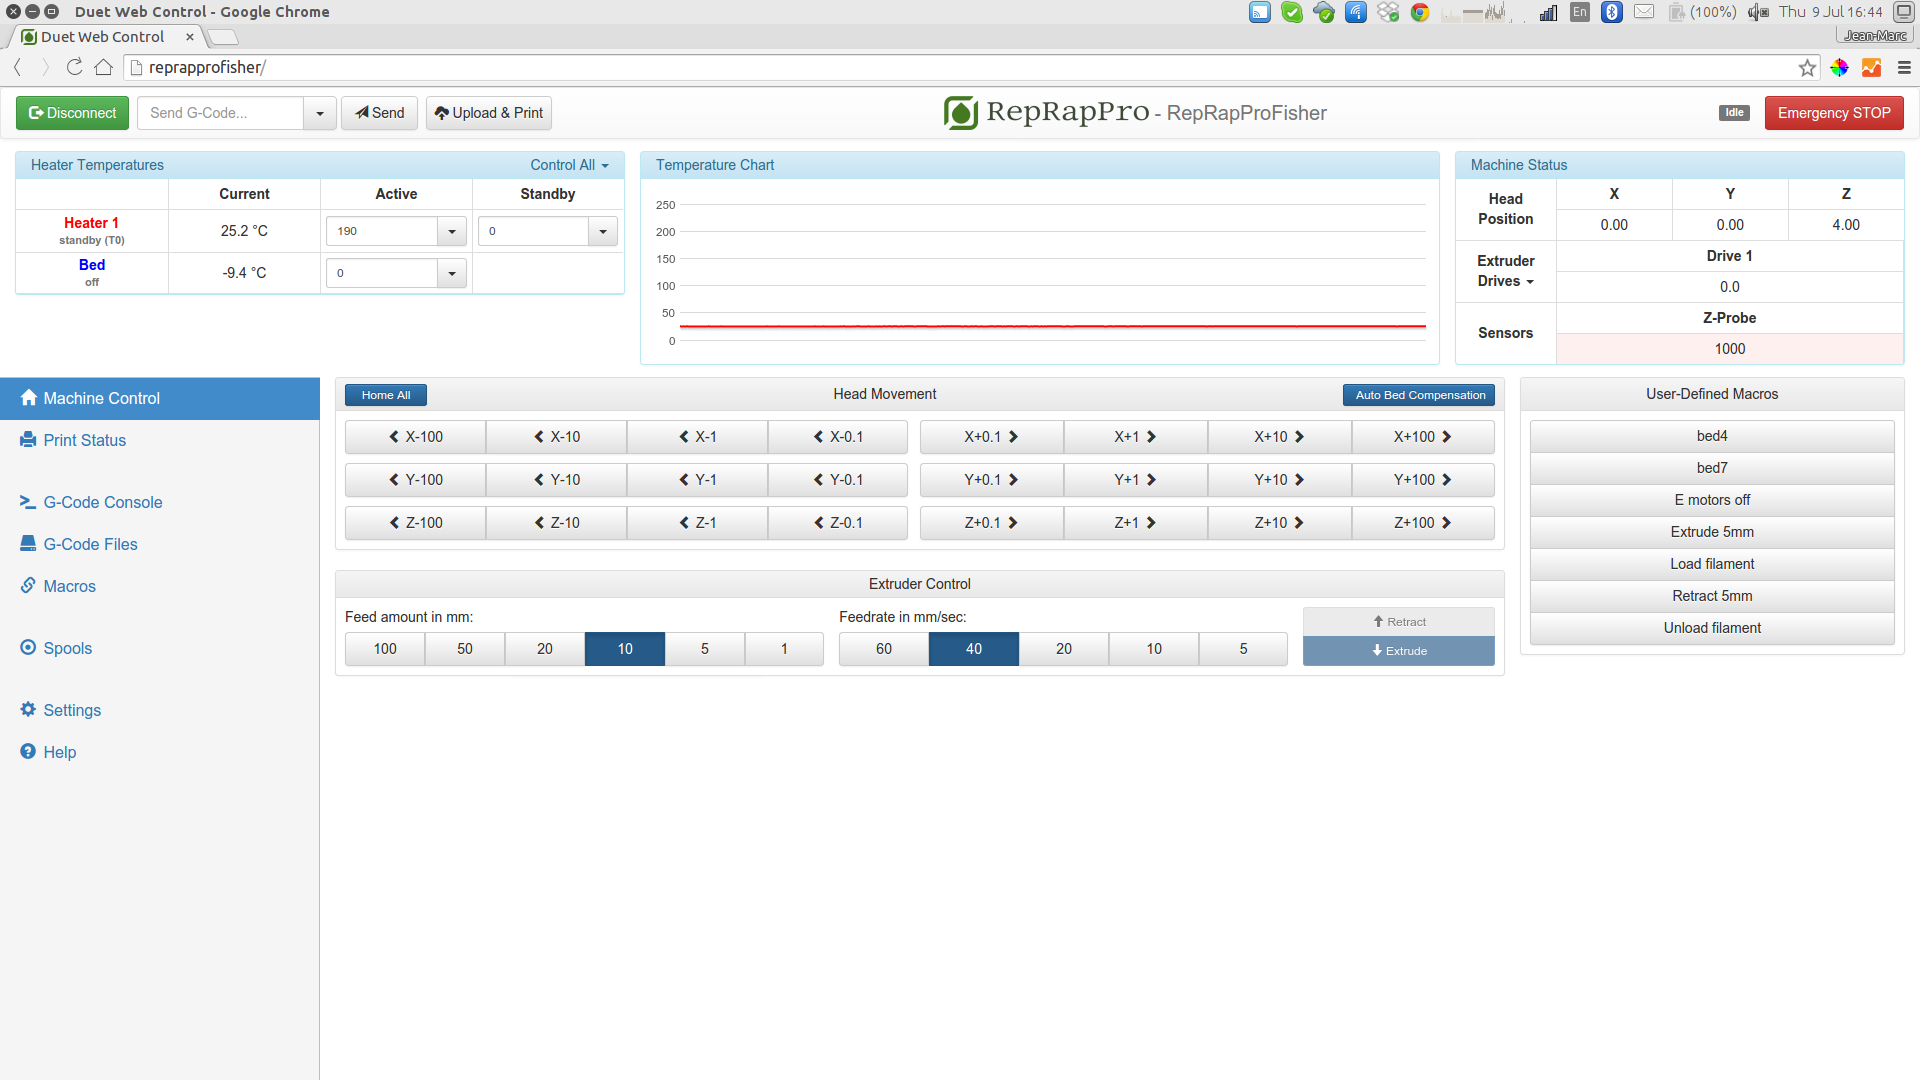 Duet Web Control - Google Chrome
En
(100%)
Thu 9 Jul 16:44
Duet Web Control
Jean-Marc
reprapprofisher/
Disconnect
Send G-Code...
Send
Upload & Print
RepRapPro - RepRapProFisher
Idle
Emergency STOP
Heater Temperatures
Control All
Current Active Standby
Heater 1
standby (T0)
25.2 °C
190
0
Bed
off
-9.4 °C
0
Temperature Chart
250
200
150
100
50
0
Machine Status
Head Position
X Y Z
0.00 0.00 4.00
Extruder Drives
Drive 1
0.0
Sensors
Z-Probe
1000
Machine Control
Print Status
G-Code Console
G-Code Files
Macros
Spools
Settings
Help
Home All
Head Movement
Auto Bed Compensation
X-100 X-10 X-1 X-0.1 X+0.1 X+1 X+10 X+100
Y-100 Y-10 Y-1 Y-0.1 Y+0.1 Y+1 Y+10 Y+100
Z-100 Z-10 Z-1 Z-0.1 Z+0.1 Z+1 Z+10 Z+100
Extruder Control
Feed amount in mm:
100 50 20 10 5 1
Feedrate in mm/sec:
60 40 20 10 5
Retract
Extrude
User-Defined Macros
bed4
bed7
E motors off
Extrude 5mm
Load filament
Retract 5mm
Unload filament